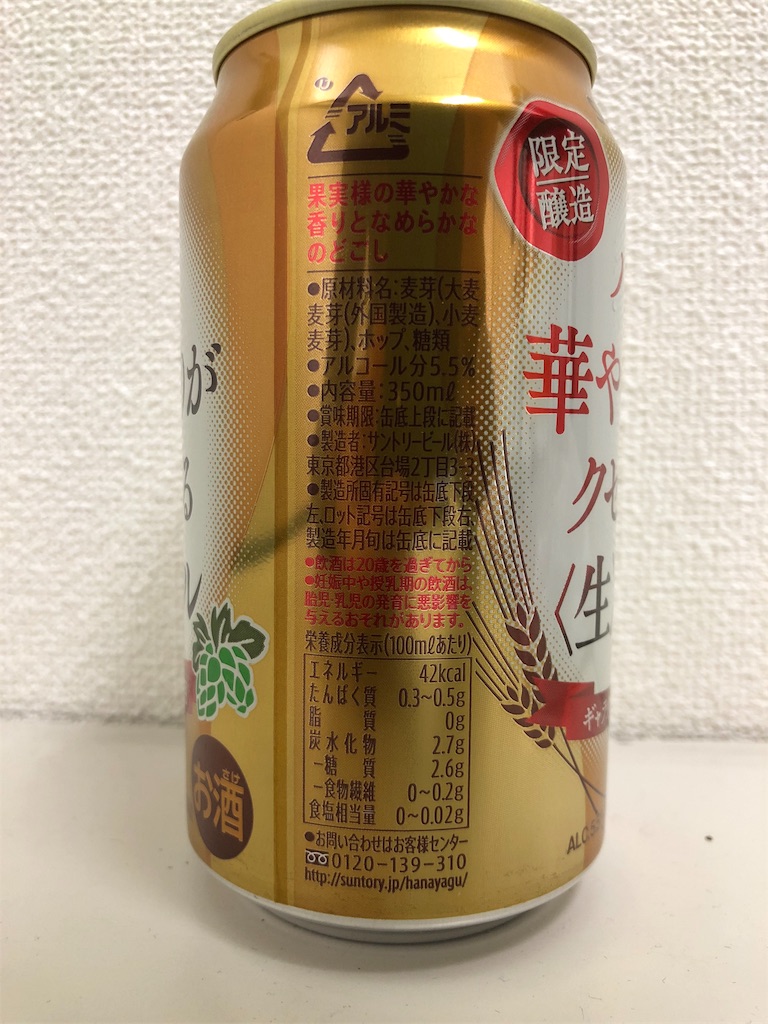 アルミ
果実様の華やかな
香りとなめらかな
のどごし
●原材料名:麦芽(大麦
麦芽(外国製造)、小麦
麦芽)、ホップ、糖類
●アルコール分5.5%
●内容量:350mℓ
●賞味期限:缶底上段に記載
●製造者:サントリービール(株)
東京都港区台場2丁目3-3
●製造所固有記号は缶底下段
左、ロット記号は缶底下段右、
製造年月旬は缶底に記載
●飲酒は20歳を過ぎてから
●妊娠中や授乳期の飲酒は、
胎児・乳児の発育に悪影響を
与えるおそれがあります。
栄養成分表示(100mℓあたり)
エネルギー 42kcal
たんぱく質 0.3~0.5g
脂質 0g
炭水化物 2.7g
-糖質 2.6g
-食物繊維 0~0.2g
食塩相当量 0~0.02g
●お問い合わせはお客様センター
0120-139-310
http://suntory.jp/hanayagu/
限定
醸造
華や
クセ
〈生
ALC.
が
る
ル
さけ
お酒